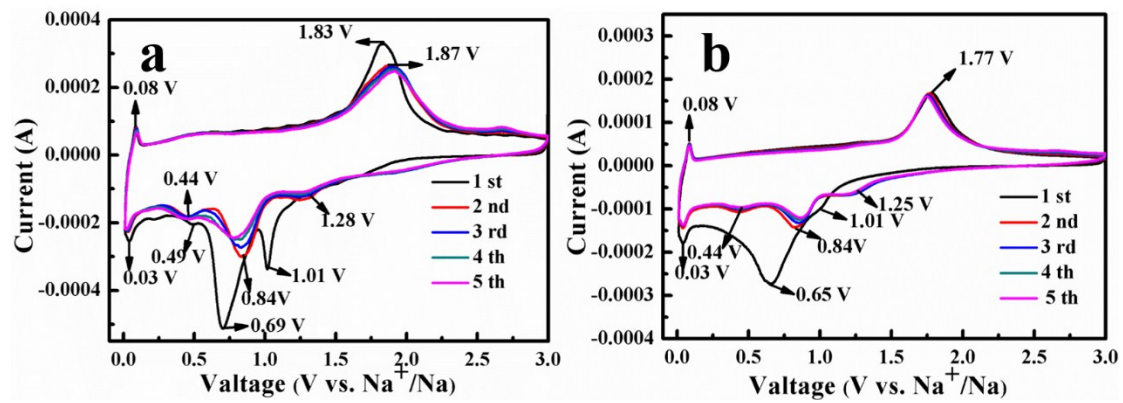 a
Current (A)
0.0004
0.0002
0.0000
-0.0002
-0.0004
1.83 V
1.87 V
0.08 V
0.44 V
0.03 V
0.49 V
0.69 V
0.84V
1.01 V
1.28 V
1 st
2 nd
3 rd
4 th
5 th
0.0
0.5
1.0
1.5
2.0
2.5
3.0
Valtage (V vs. Na+/Na)
b
Current (A)
0.0003
0.0002
0.0001
0.0000
-0.0001
-0.0002
-0.0003
-0.0004
1.77 V
0.08 V
0.44 V
0.03 V
0.65 V
0.84 V
1.01 V
1.25 V
1 st
2 nd
3 rd
4 th
5 th
0.0
0.5
1.0
1.5
2.0
2.5
3.0
Valtage (V vs. Na+/Na)